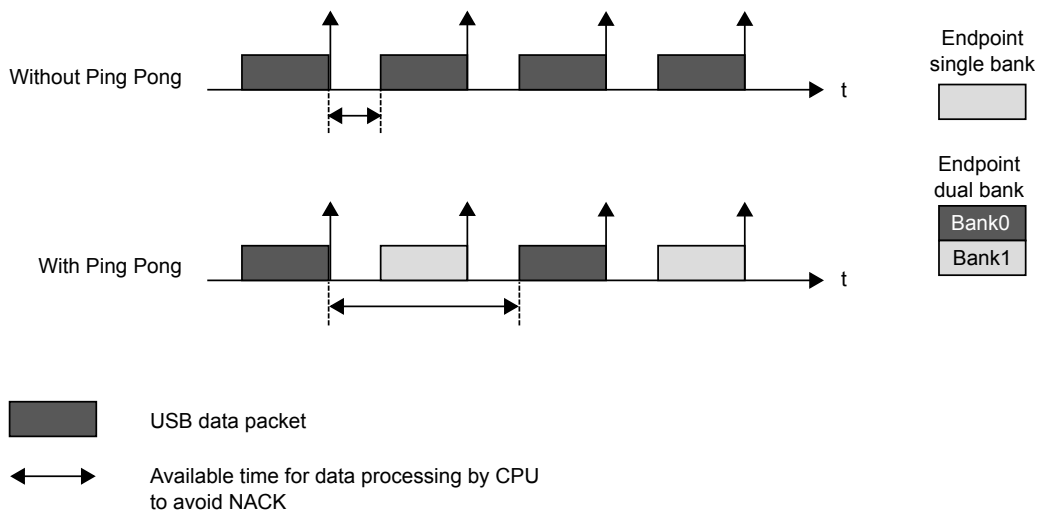 Without Ping Pong
t
Endpoint
single bank
Endpoint
dual bank
Bank0
Bank1
With Ping Pong
t
USB data packet
Available time for data processing by CPU
to avoid NACK